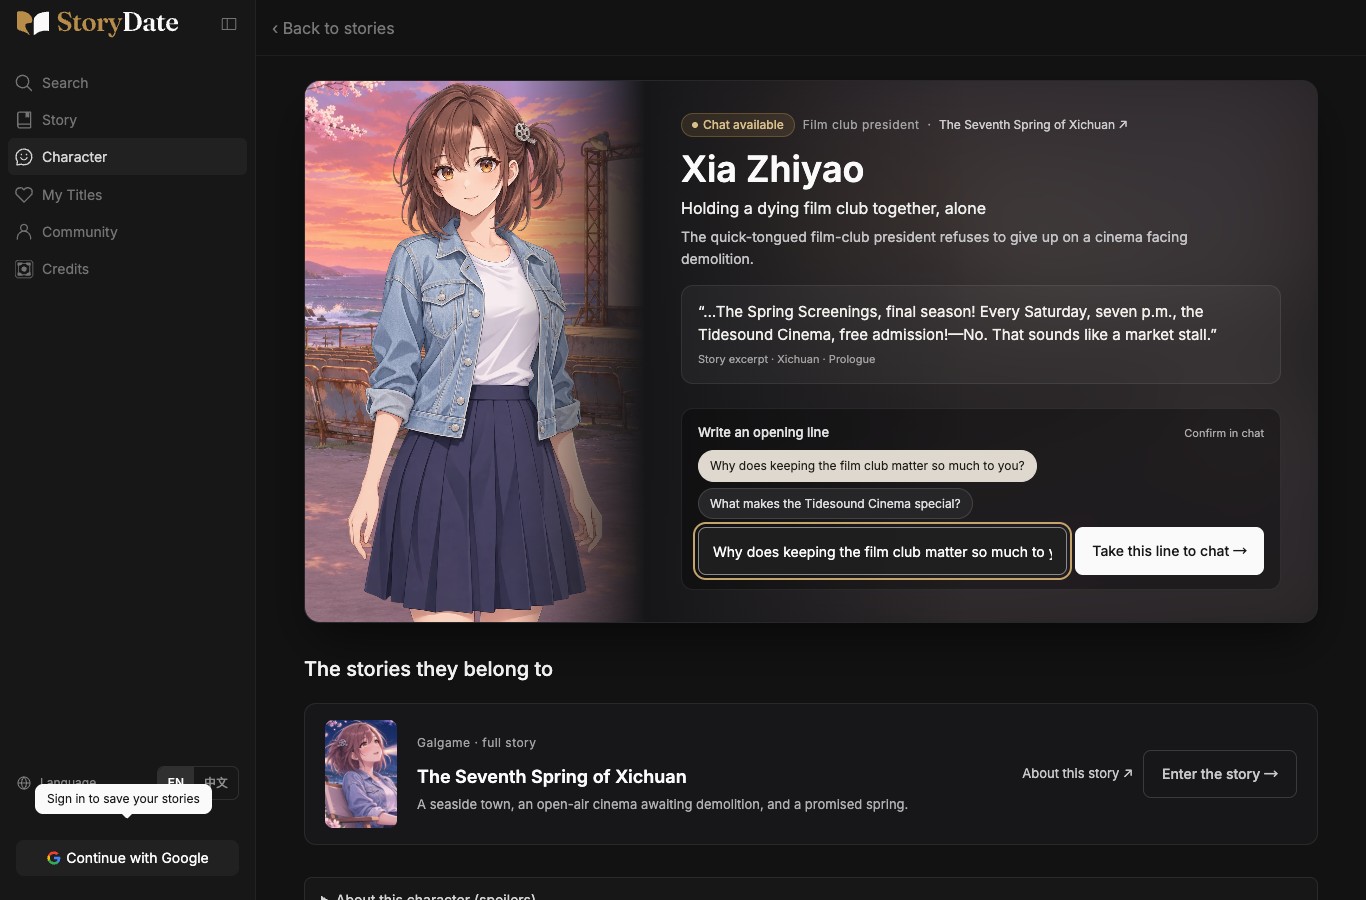 StoryDate
Search
Story
Character
My Titles
Community
Credits
Language
EN
中文
Sign in to save your stories
Continue with Google
‹ Back to stories
Chat available
Film club president · The Seventh Spring of Xichuan ↗
Xia Zhiyao
Holding a dying film club together, alone
The quick-tongued film-club president refuses to give up on a cinema facing
demolition.
“…The Spring Screenings, final season! Every Saturday, seven p.m., the
Tidesound Cinema, free admission!—No. That sounds like a market stall.”
Story excerpt · Xichuan · Prologue
Write an opening line
Confirm in chat
Why does keeping the film club matter so much to you?
What makes the Tidesound Cinema special?
Why does keeping the film club matter so much to
Take this line to chat →
The stories they belong to
Galgame · full story
The Seventh Spring of Xichuan
A seaside town, an open-air cinema awaiting demolition, and a promised spring.
About this story ↗
Enter the story →
About this character (spoilers)